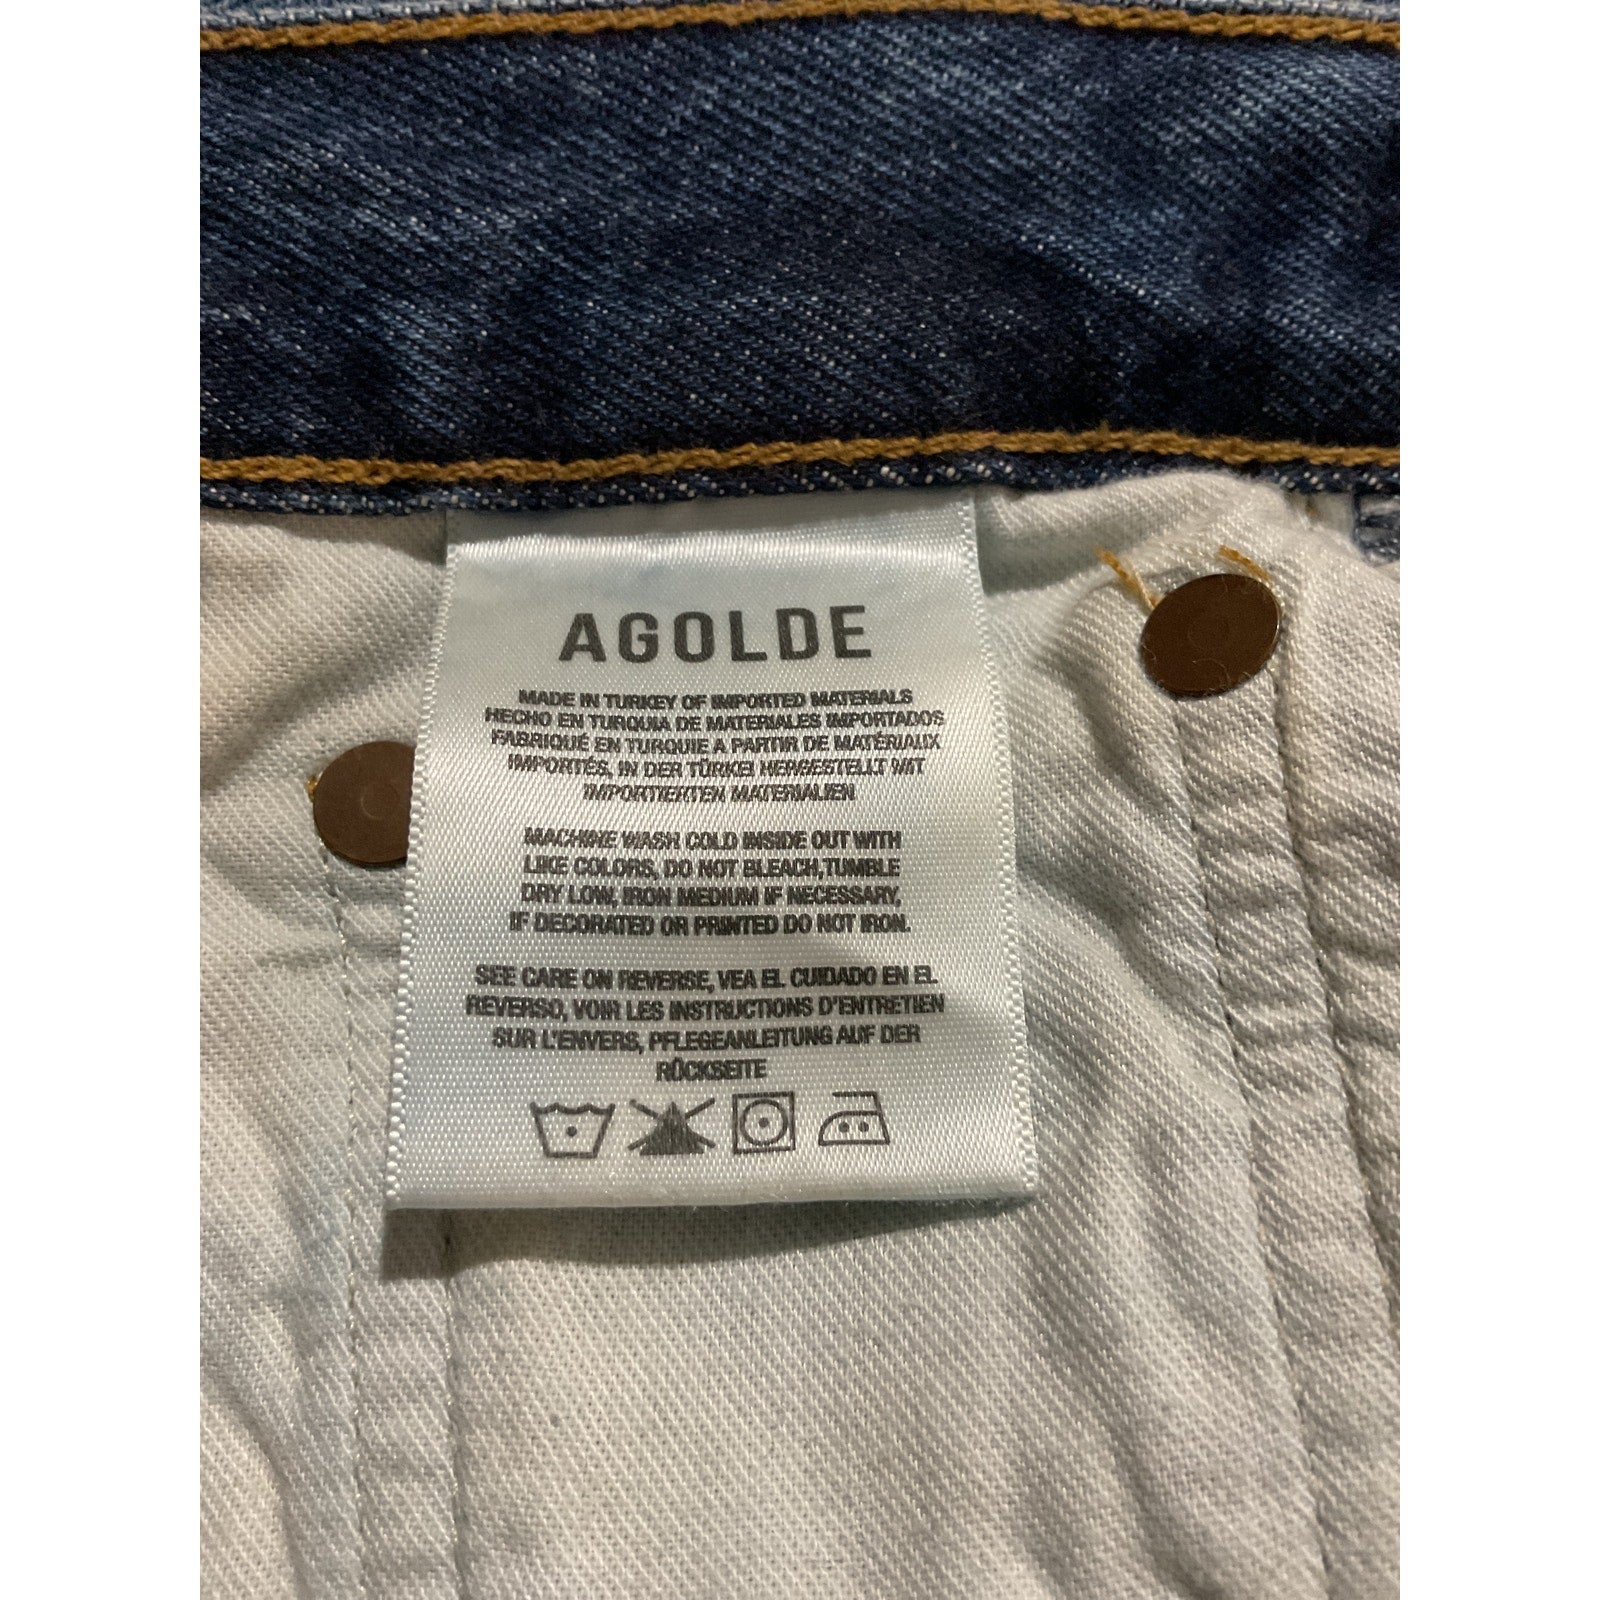 AGOLDE
MADE IN TURKEY OF IMPORTED MATERIALS
HECHO EN TURQUIA DE MATERIALES IMPORTADOS
FABRIQUÉ EN TURQUIE A PARTIR DE MATÉRIAUX
IMPORTÉS, IN DER TÜRKEI HERGESTELLT MIT
IMPORTIERTEN MATERIALIEN
MACHINE WASH COLD INSIDE OUT WITH
LIKE COLORS, DO NOT BLEACH,TUMBLE
DRY LOW, IRON MEDIUM IF NECESSARY,
IF DECORATED OR PRINTED DO NOT IRON.
SEE CARE ON REVERSE, VEA EL CUIDADO EN EL
REVERSO, VOIR LES INSTRUCTIONS D'ENTRETIEN
SUR L'ENVERS, PFLEGEANLEITUNG AUF DER
RÜCKSEITE